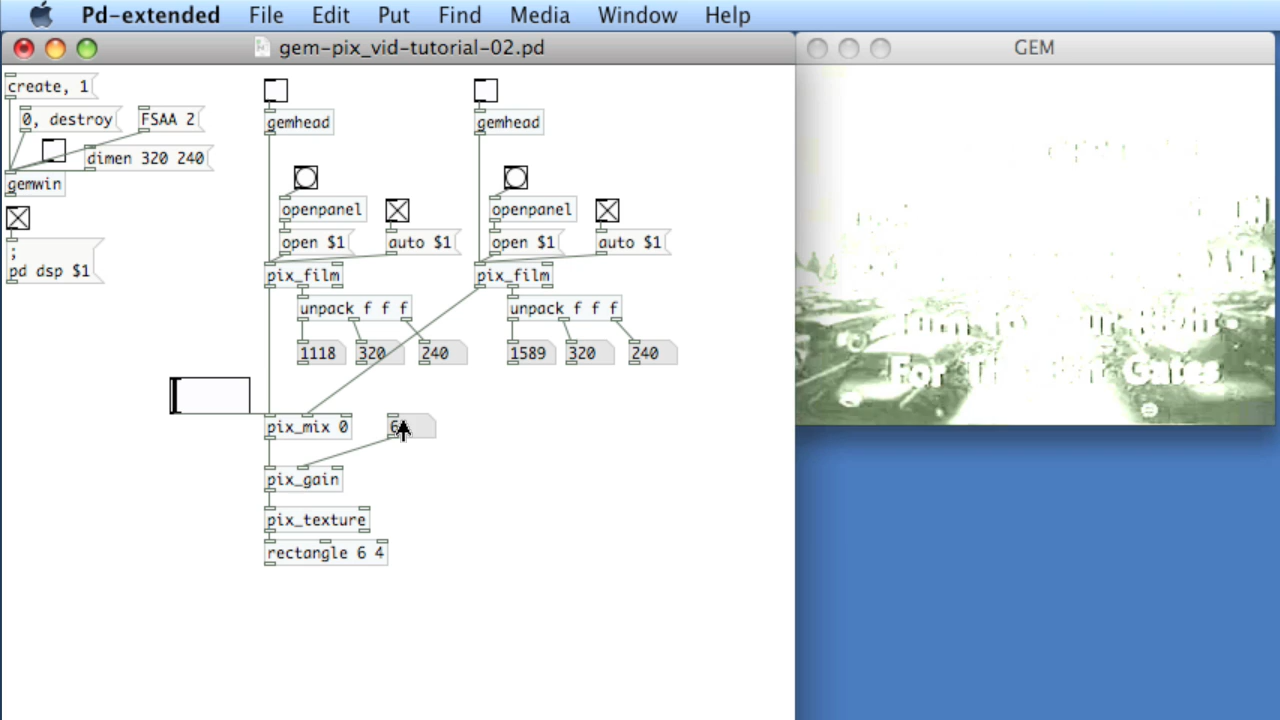 Pd-extended File Edit Put Find Media Window Help
gem-pix_vid-tutorial-02.pd
GEM
create, 1
0, destroy
FSAA 2
dimen 320 240
gemwin
;
pd dsp $1
gemhead
gemhead
openpanel
openpanel
open $1
auto $1
open $1
auto $1
pix_film
pix_film
unpack f f f
unpack f f f
1118
320
240
1589
320
240
pix_mix 0
pix_gain
pix_texture
rectangle 6 4
For
Gates